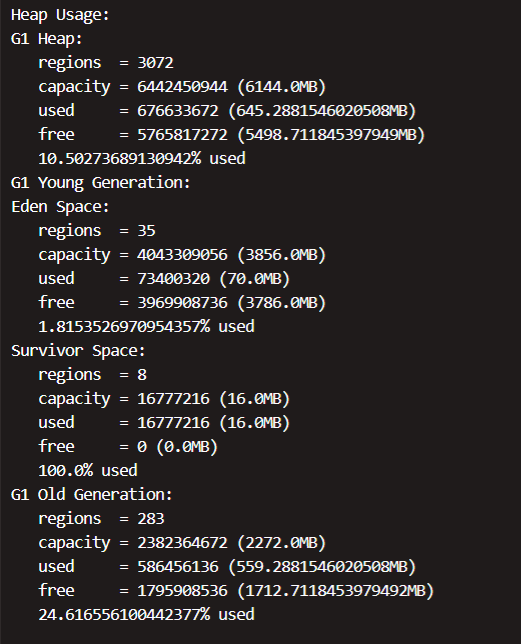 Heap Usage:
G1 Heap:
   regions  = 3072
   capacity = 6442450944 (6144.0MB)
   used     = 676633672 (645.2881546020508MB)
   free     = 5765817272 (5498.711845397949MB)
   10.50273689130942% used
G1 Young Generation:
Eden Space:
   regions  = 35
   capacity = 4043309056 (3856.0MB)
   used     = 73400320 (70.0MB)
   free     = 3969908736 (3786.0MB)
   1.8153526970954357% used
Survivor Space:
   regions  = 8
   capacity = 16777216 (16.0MB)
   used     = 16777216 (16.0MB)
   free     = 0 (0.0MB)
   100.0% used
G1 Old Generation:
   regions  = 283
   capacity = 2382364672 (2272.0MB)
   used     = 586456136 (559.2881546020508MB)
   free     = 1795908536 (1712.7118453979492MB)
   24.616556100442377% used